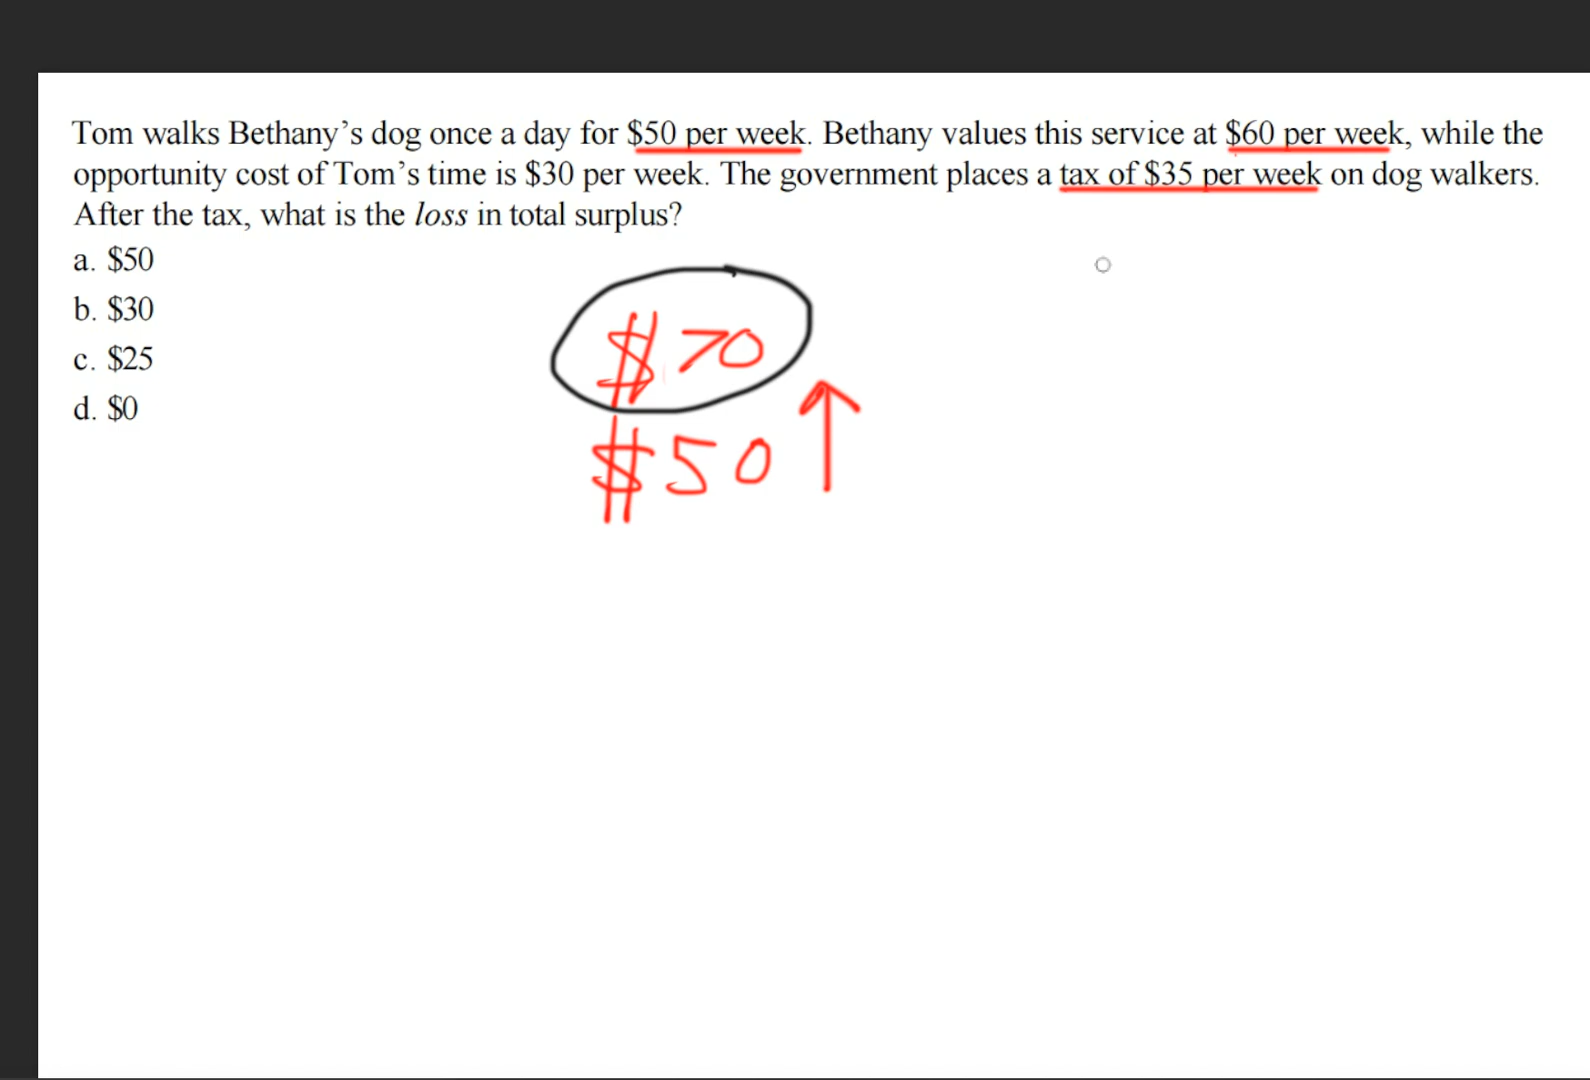 Tom walks Bethany’s dog once a day for $50 per week. Bethany values this service at $60 per week, while the
opportunity cost of Tom’s time is $30 per week. The government places a tax of $35 per week on dog walkers.
After the tax, what is the loss in total surplus?
a. $50
b. $30
c. $25
d. $0
$70
$50